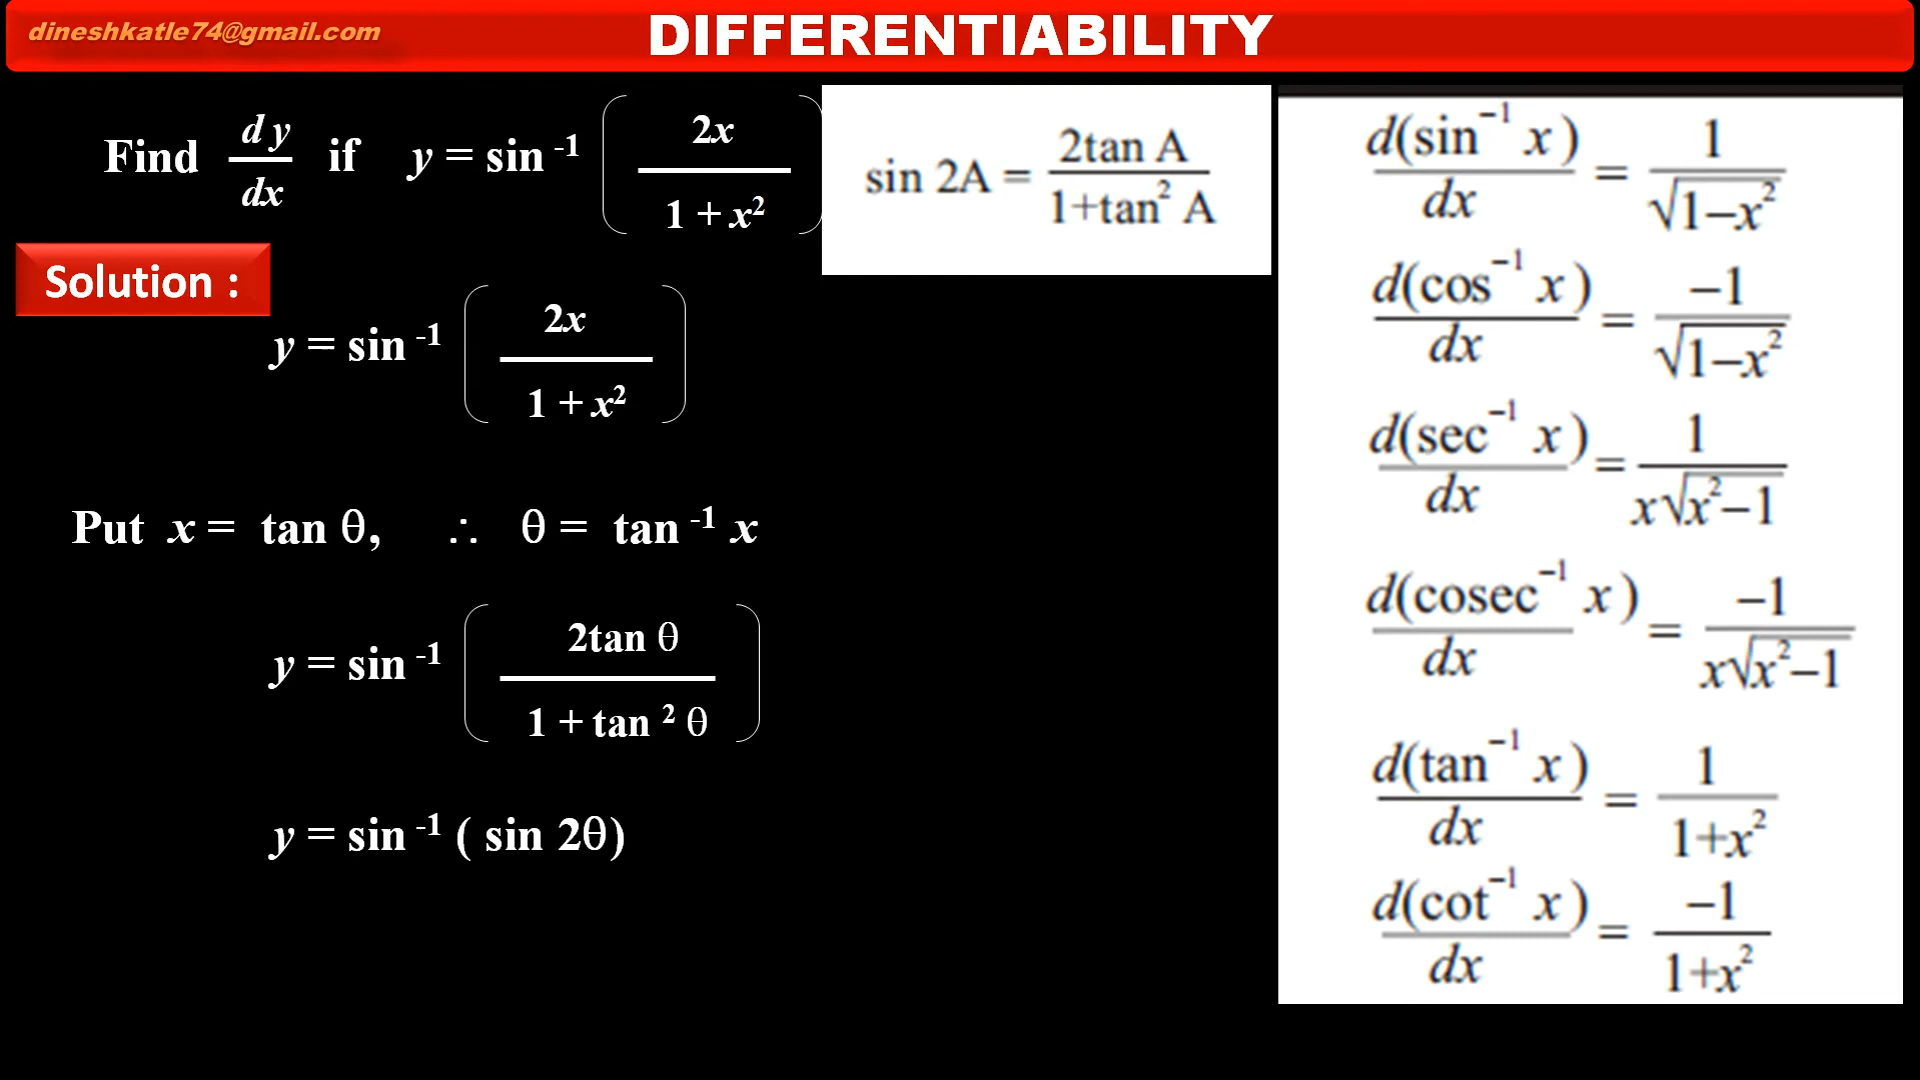 dineshkatle74@gmail.com
DIFFERENTIABILITY
Find dy/dx if y = sin⁻¹ ( 2x / 1 + x² )
sin 2A = 2tan A / 1+tan² A
Solution :
y = sin⁻¹ ( 2x / 1 + x² )
Put x = tan θ, ∴ θ = tan⁻¹ x
y = sin⁻¹ ( 2tan θ / 1 + tan ² θ )
y = sin⁻¹ ( sin 2θ)
d(sin⁻¹ x) / dx = 1 / √1−x²
d(cos⁻¹ x) / dx = −1 / √1−x²
d(sec⁻¹ x) / dx = 1 / x√x²−1
d(cosec⁻¹ x) / dx = −1 / x√x²−1
d(tan⁻¹ x) / dx = 1 / 1+x²
d(cot⁻¹ x) / dx = −1 / 1+x²